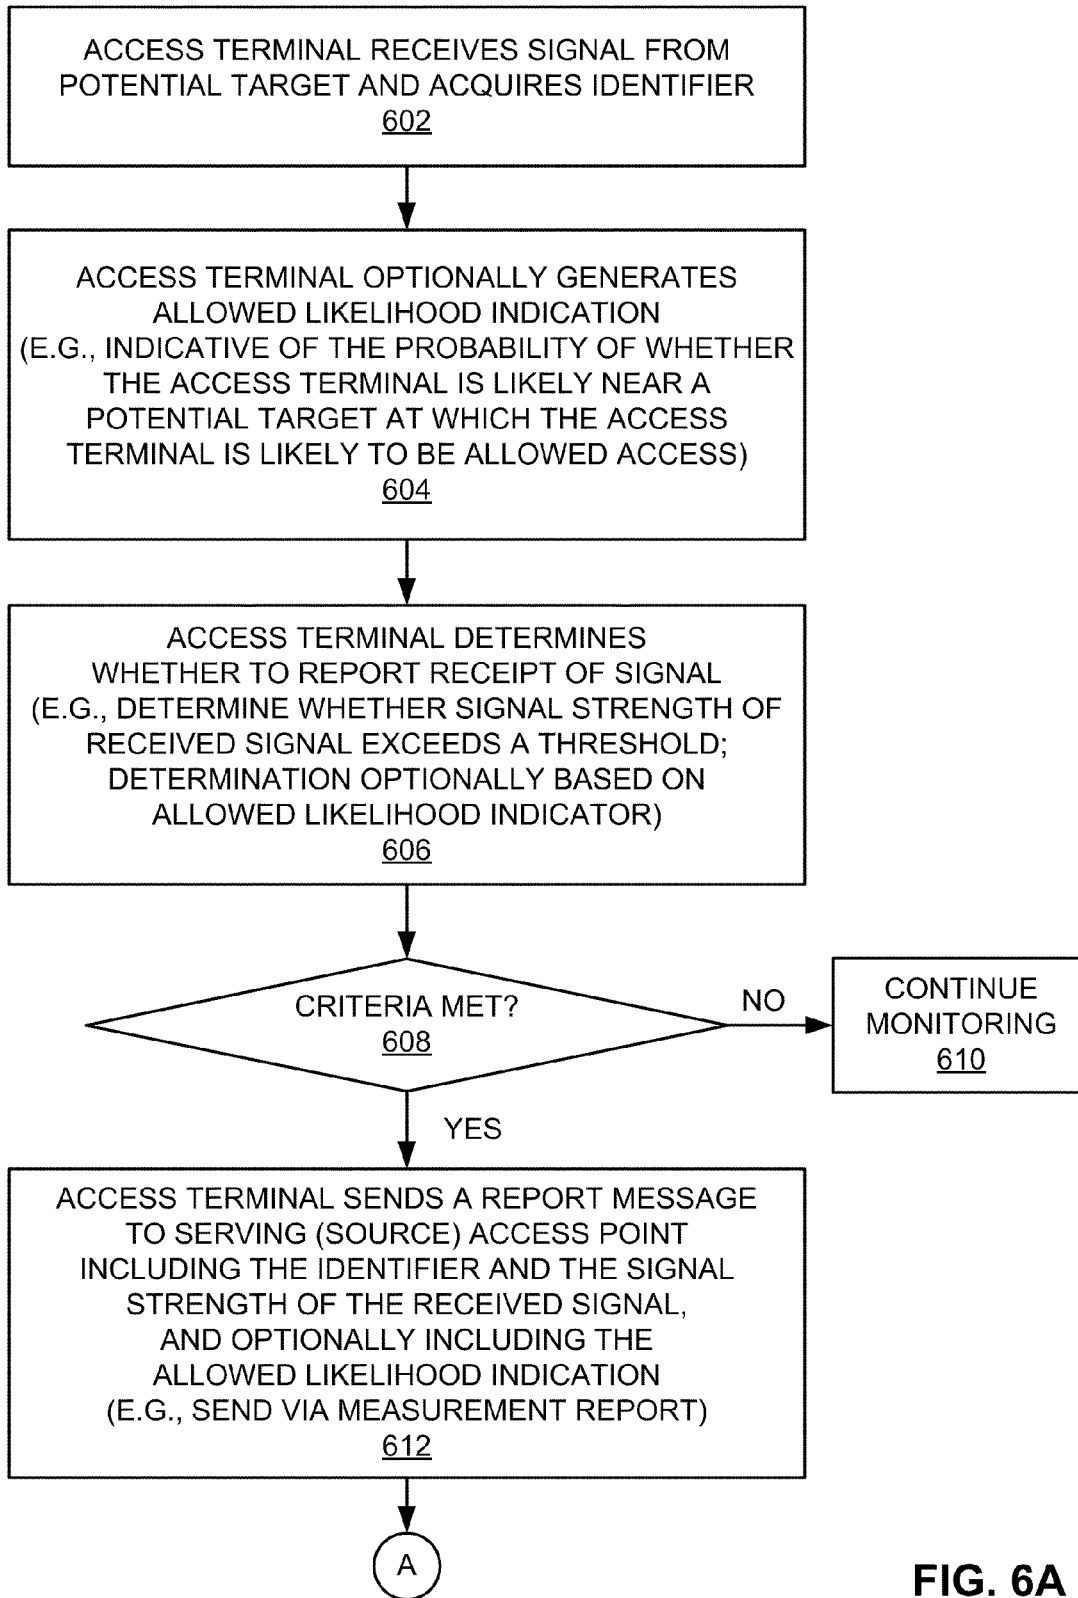 ACCESS TERMINAL RECEIVES SIGNAL FROM
POTENTIAL TARGET AND ACQUIRES IDENTIFIER
602
ACCESS TERMINAL OPTIONALLY GENERATES
ALLOWED LIKELIHOOD INDICATION
(E.G., INDICATIVE OF THE PROBABILITY OF WHETHER
THE ACCESS TERMINAL IS LIKELY NEAR A
POTENTIAL TARGET AT WHICH THE ACCESS
TERMINAL IS LIKELY TO BE ALLOWED ACCESS)
604
ACCESS TERMINAL DETERMINES
WHETHER TO REPORT RECEIPT OF SIGNAL
(E.G., DETERMINE WHETHER SIGNAL STRENGTH OF
RECEIVED SIGNAL EXCEEDS A THRESHOLD;
DETERMINATION OPTIONALLY BASED ON
ALLOWED LIKELIHOOD INDICATOR)
606
CRITERIA MET?
608
NO
CONTINUE
MONITORING
610
YES
ACCESS TERMINAL SENDS A REPORT MESSAGE
TO SERVING (SOURCE) ACCESS POINT
INCLUDING THE IDENTIFIER AND THE SIGNAL
STRENGTH OF THE RECEIVED SIGNAL,
AND OPTIONALLY INCLUDING THE
ALLOWED LIKELIHOOD INDICATION
(E.G., SEND VIA MEASUREMENT REPORT)
612
A
FIG. 6A